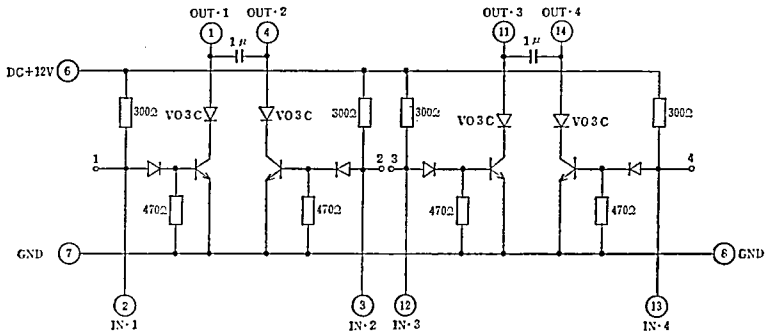 OUT·1 OUT·2 OUT·3 OUT·4
1 4 11 14
1μ 1μ
DC+12V 6
300Ω 300Ω 300Ω 300Ω
VO3C VO3C VO3C VO3C
1 2 3 4
470Ω 470Ω 470Ω 470Ω
GND 7 8 GND
2 3 12 13
IN·1 IN·2 IN·3 IN·4